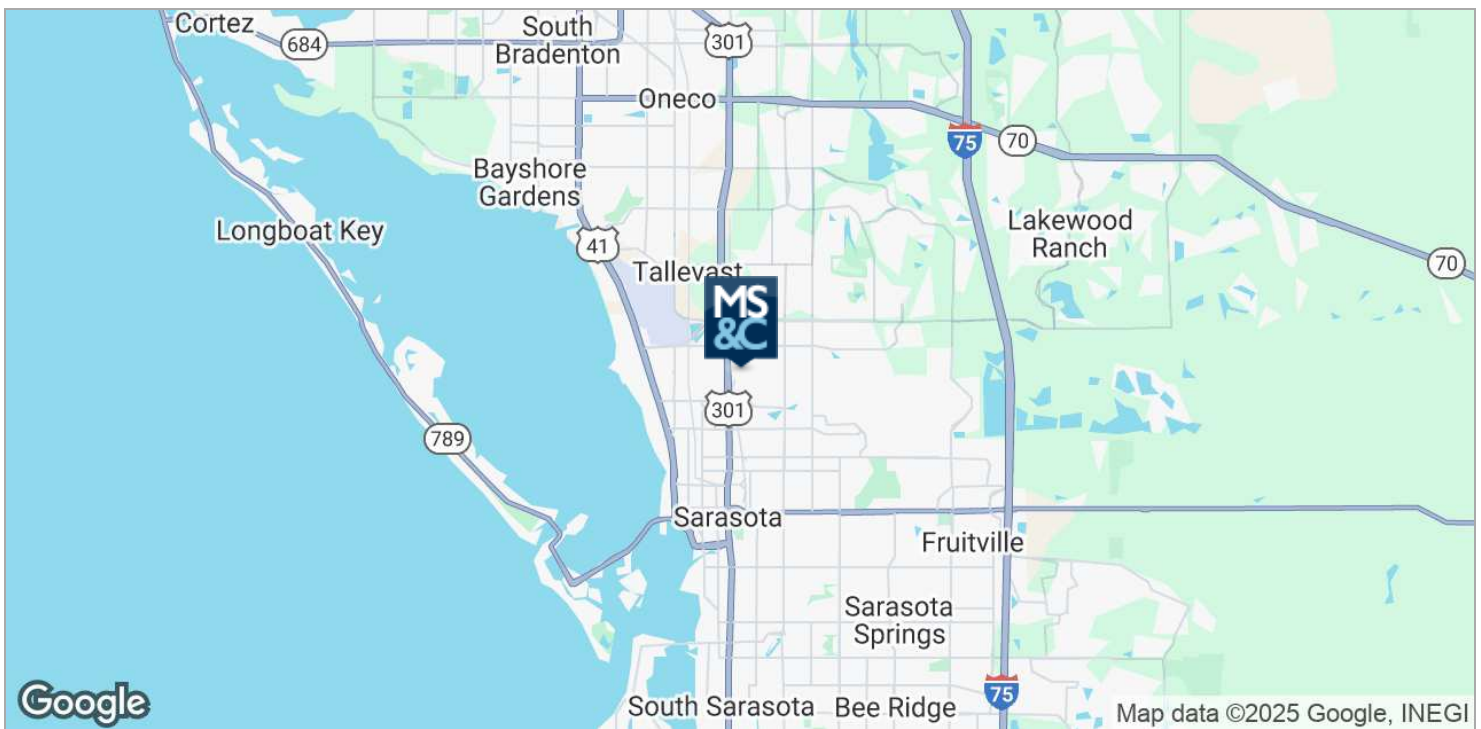 Cortez
684
South
Bradenton
301
Oneco
75
70
Bayshore
Gardens
Longboat Key
41
Lakewood
Ranch
70
Tallevast
MS
&C
301
789
Sarasota
Fruitville
Sarasota
Springs
75
South Sarasota
Bee Ridge
Google
Map data ©2025 Google, INEGI